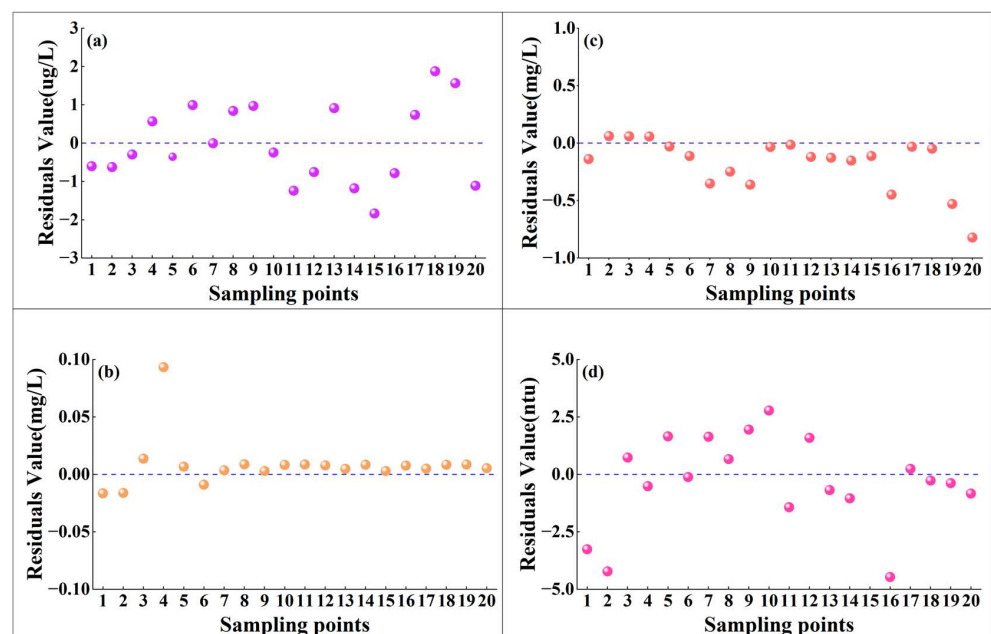 (a)
Residuals Value(ug/L)
3
2
1
0
−1
−2
−3
1 2 3 4 5 6 7 8 9 10 11 12 13 14 15 16 17 18 19 20
Sampling points
(c)
Residuals Value(mg/L)
1.0
0.5
0.0
−0.5
−1.0
1 2 3 4 5 6 7 8 9 10 11 12 13 14 15 16 17 18 19 20
Sampling points
(b)
Residuals Value(mg/L)
0.10
0.05
0.00
−0.05
−0.10
1 2 3 4 5 6 7 8 9 10 11 12 13 14 15 16 17 18 19 20
Sampling points
(d)
Residuals Value(ntu)
5.0
2.5
0.0
−2.5
−5.0
1 2 3 4 5 6 7 8 9 10 11 12 13 14 15 16 17 18 19 20
Sampling points